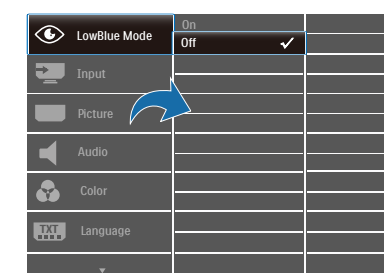 LowBlue Mode
On
Off
Input
Picture
Audio
Color
TXT
Language